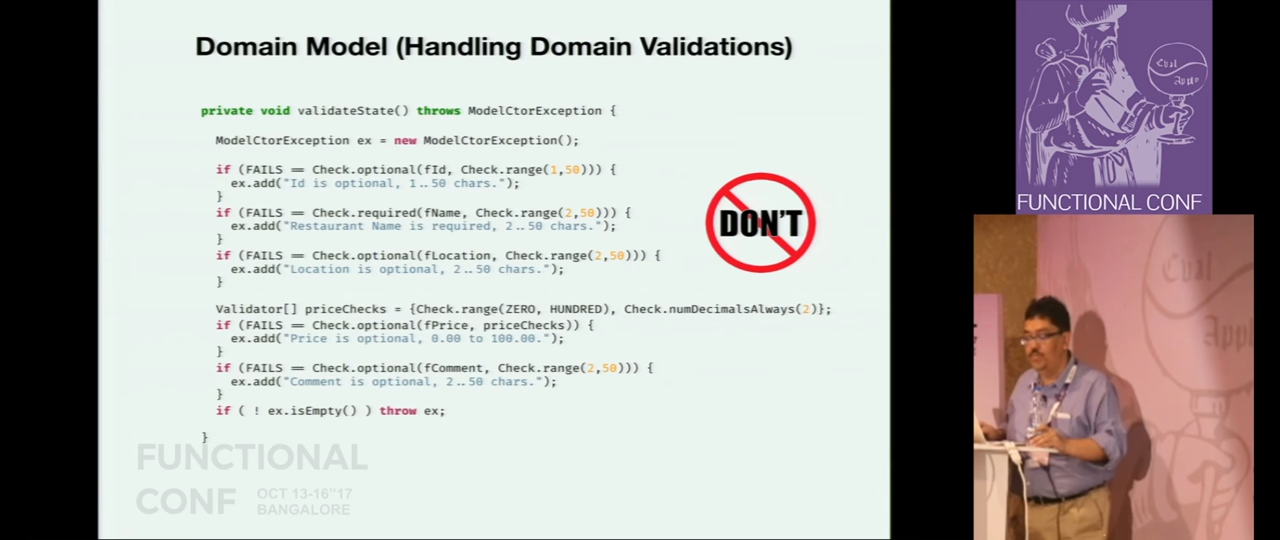 Domain Model (Handling Domain Validations)
private void validateState() throws ModelCtorException {
ModelCtorException ex = new ModelCtorException();
if (FAILS == Check.optional(fId, Check.range(1,50))) {
ex.add("Id is optional, 1..50 chars.");
}
if (FAILS == Check.required(fName, Check.range(2,50))) {
ex.add("Restaurant Name is required, 2..50 chars.");
}
if (FAILS == Check.optional(fLocation, Check.range(2,50))) {
ex.add("Location is optional, 2..50 chars.");
}
Validator[] priceChecks = {Check.range(ZERO, HUNDRED), Check.numDecimalsAlways(2)};
if (FAILS == Check.optional(fPrice, priceChecks)) {
ex.add("Price is optional, 0.00 to 100.00.");
}
if (FAILS == Check.optional(fComment, Check.range(2,50))) {
ex.add("Comment is optional, 2..50 chars.");
}
if ( ! ex.isEmpty() ) throw ex;
}
DON'T
FUNCTIONAL
CONF
OCT 13-16"17
BANGALORE
Eval
Apply
FUNCTIONAL CONF
Eval
Apply